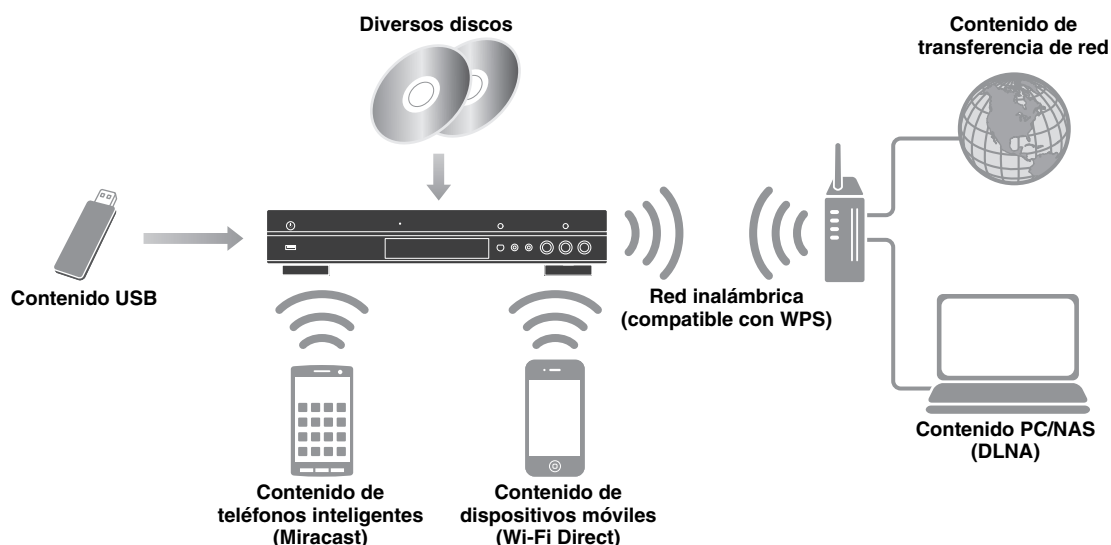 Diversos discos
Contenido de
transferencia de red
Contenido USB
Red inalámbrica
(compatible con WPS)
Contenido PC/NAS
(DLNA)
Contenido de
teléfonos inteligentes
(Miracast)
Contenido de
dispositivos móviles
(Wi-Fi Direct)